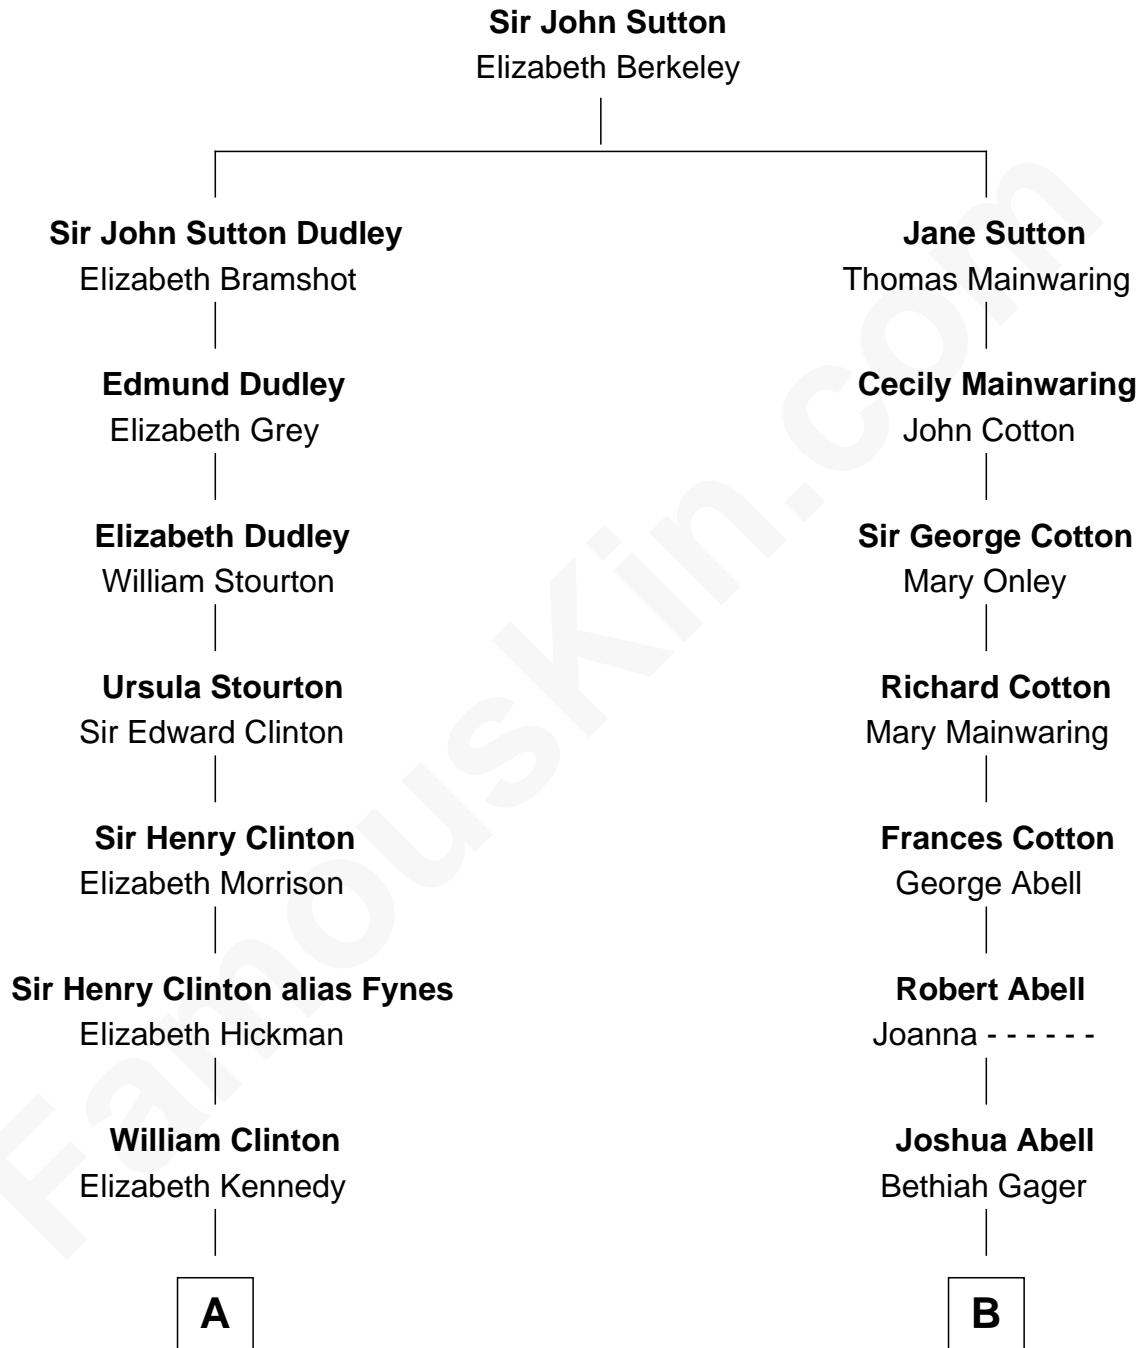 Sir John Sutton
Elizabeth Berkeley
Sir John Sutton Dudley
Elizabeth Bramshot
Jane Sutton
Thomas Mainwaring
Edmund Dudley
Elizabeth Grey
Cecily Mainwaring
John Cotton
Elizabeth Dudley
William Stourton
Sir George Cotton
Mary Onley
Ursula Stourton
Sir Edward Clinton
Richard Cotton
Mary Mainwaring
Sir Henry Clinton
Elizabeth Morrison
Frances Cotton
George Abell
Sir Henry Clinton alias Fynes
Elizabeth Hickman
Robert Abell
Joanna - - - - - -
William Clinton
Elizabeth Kennedy
Joshua Abell
Bethiah Gager
A
B
FamousKin.com